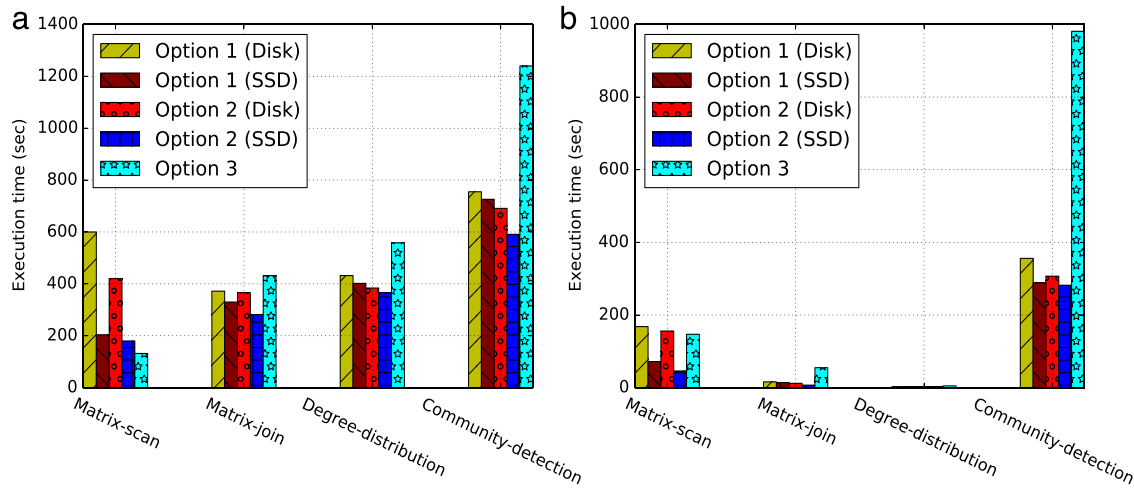 a
1400
1200
1000
800
600
400
200
0
Execution time (sec)
Option 1 (Disk)
Option 1 (SSD)
Option 2 (Disk)
Option 2 (SSD)
Option 3
Matrix-scan
Matrix-join
Degree-distribution
Community-detection
b
1000
800
600
400
200
0
Execution time (sec)
Option 1 (Disk)
Option 1 (SSD)
Option 2 (Disk)
Option 2 (SSD)
Option 3
Matrix-scan
Matrix-join
Degree-distribution
Community-detection